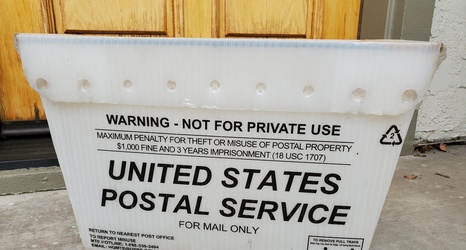 WARNING - NOT FOR PRIVATE USE
MAXIMUM PENALTY FOR THEFT OR MISUSE OF POSTAL PROPERTY
$1,000 FINE AND 3 YEARS IMPRISONMENT (18 USC 1707)
2
UNITED STATES
POSTAL SERVICE
FOR MAIL ONLY
RETURN TO NEAREST POST OFFICE
TO REPORT MISUSE
TO REMOVE FULL TRAYS